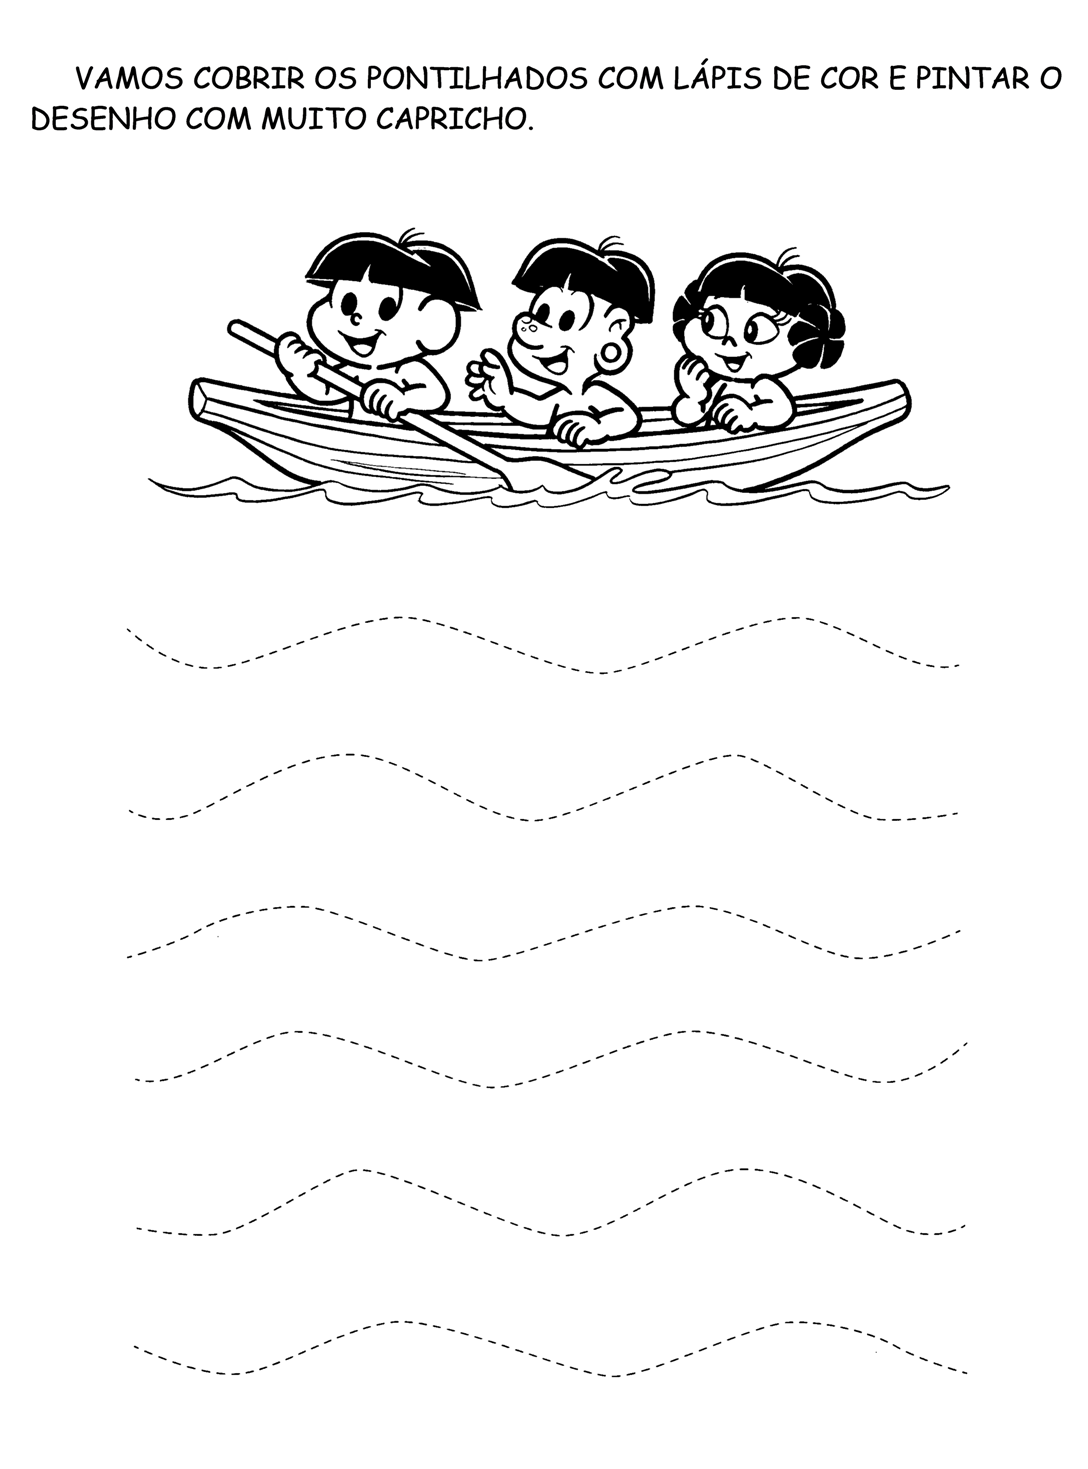 VAMOS COBRIR OS PONTILHADOS COM LÁPIS DE COR E PINTAR O
DESENHO COM MUITO CAPRICHO.